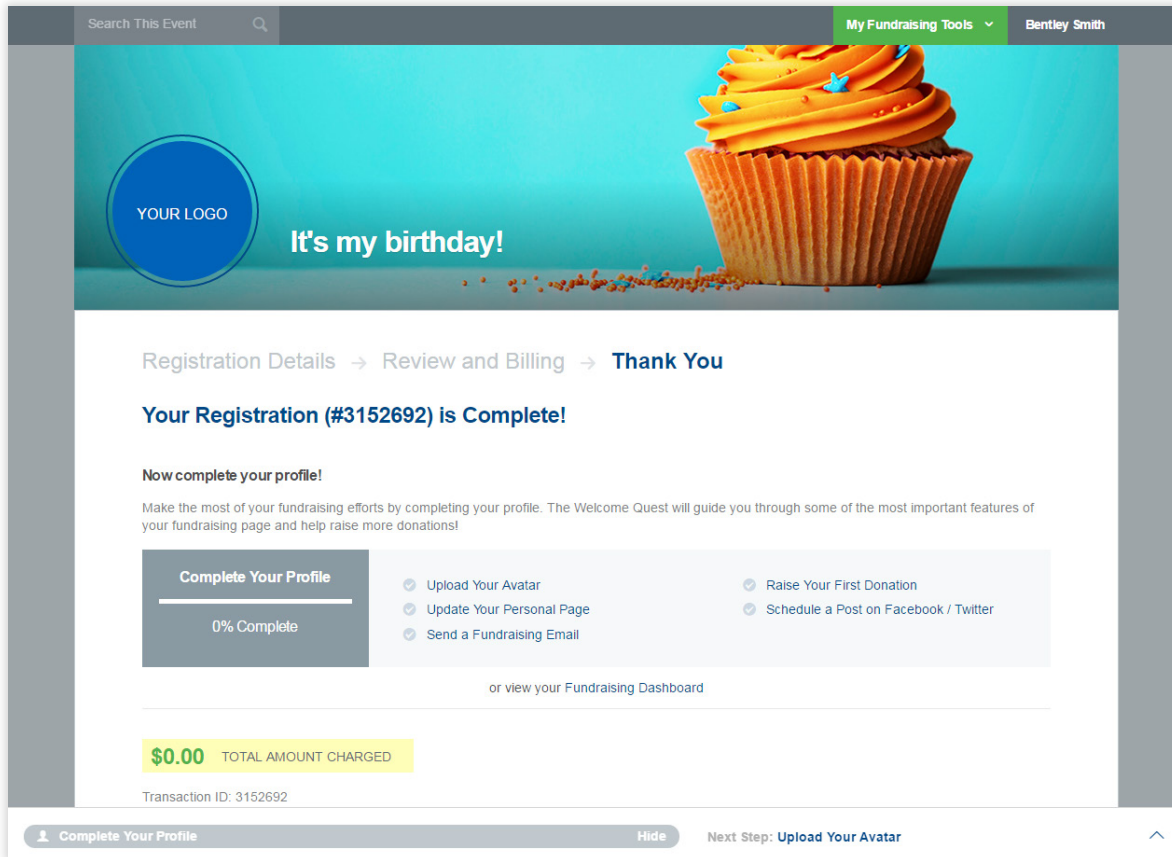 Search This Event
My Fundraising Tools
Bentley Smith
YOUR LOGO
It's my birthday!
Registration Details → Review and Billing → Thank You
Your Registration (#3152692) is Complete!
Now complete your profile!
Make the most of your fundraising efforts by completing your profile. The Welcome Quest will guide you through some of the most important features of
your fundraising page and help raise more donations!
Complete Your Profile
0% Complete
Upload Your Avatar
Update Your Personal Page
Send a Fundraising Email
Raise Your First Donation
Schedule a Post on Facebook / Twitter
or view your Fundraising Dashboard
$0.00 TOTAL AMOUNT CHARGED
Transaction ID: 3152692
Complete Your Profile
Hide
Next Step: Upload Your Avatar